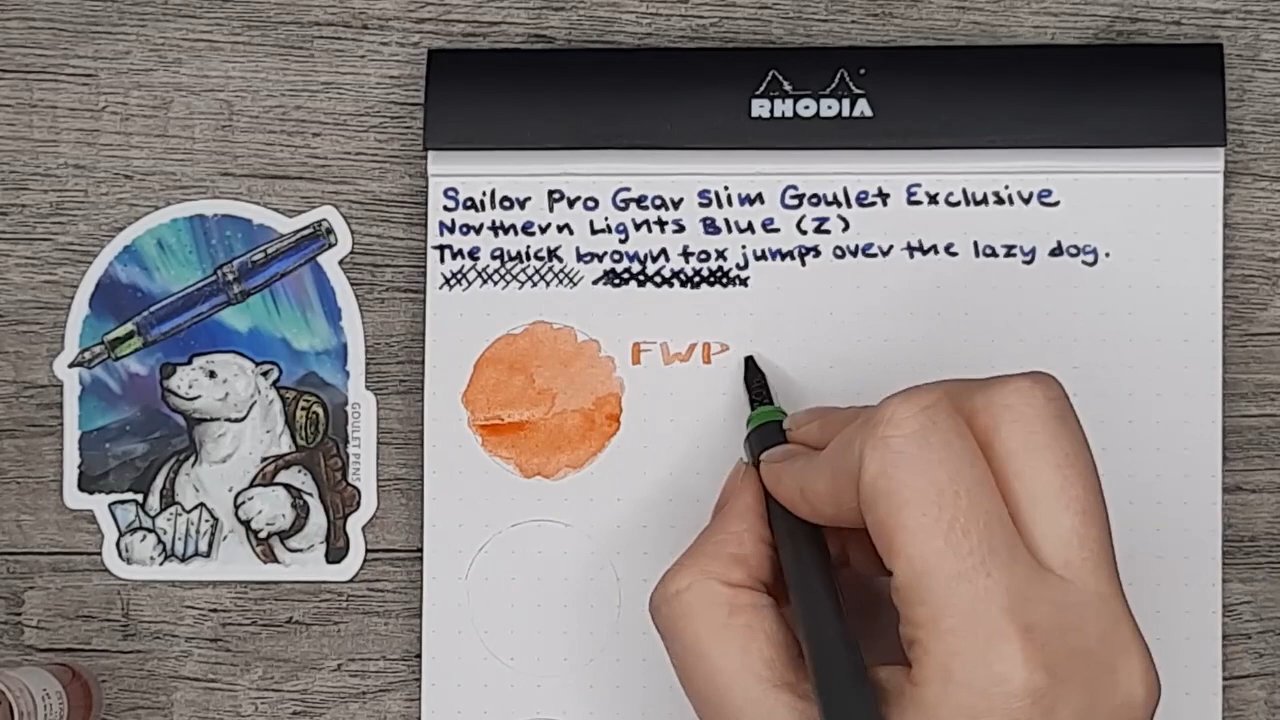 RHODIA
Sailor Pro Gear Slim Goulet Exclusive
Northern Lights Blue (Z)
The quick brown fox jumps over the lazy dog.
FWP
GOULET PENS